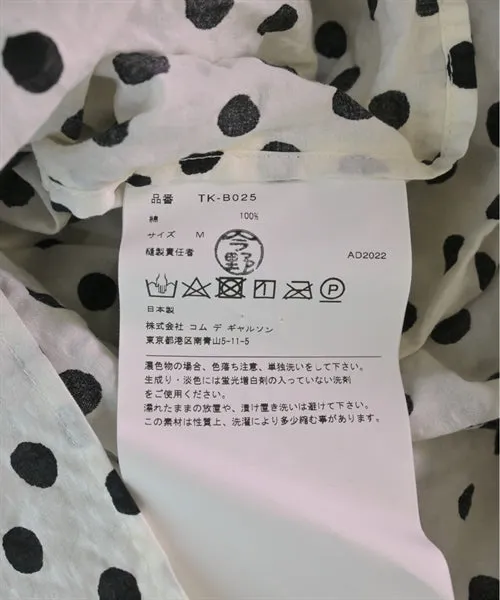 品番 TK-B025
綿 100%
サイズ M
縫製責任者 今野 AD2022
日本製
株式会社 コム デ ギャルソン
東京都港区南青山5-11-5
濃色物の場合、色落ち注意、単独洗いをして下さい。
生成り・淡色には蛍光増白剤の入っていない洗剤
をご使用ください。
濡れたままの放置や、漬け置き洗いは避けて下さい。
この素材は性質上、洗濯により多少縮む事が有ります。